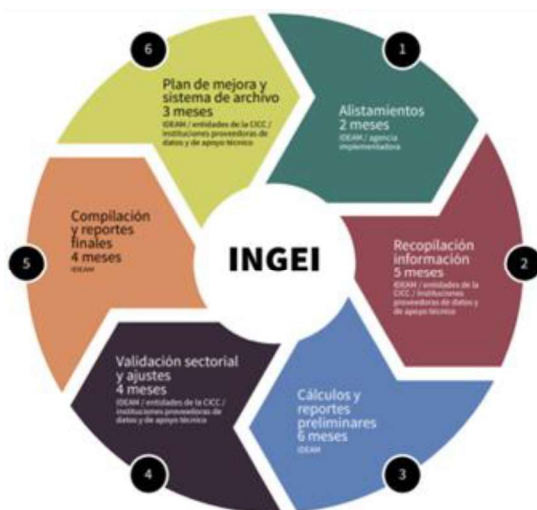 1
Alistamientos
2 meses
IDEAM / agencia
implementadora
2
Recopilación
información
5 meses
IDEAM / entidades de la
CICC / instituciones
proveedoras de datos y
de apoyo técnico
3
Cálculos y
reportes
preliminares
6 meses
IDEAM
4
Validación sectorial
y ajustes
4 meses
IDEAM / entidades de la CICC /
instituciones proveedoras de
datos y de apoyo técnico
5
Compilación
y reportes
finales
4 meses
IDEAM
6
Plan de mejora y
sistema de archivo
3 meses
IDEAM / entidades de la CICC /
instituciones proveedoras de
datos y de apoyo técnico
INGEI